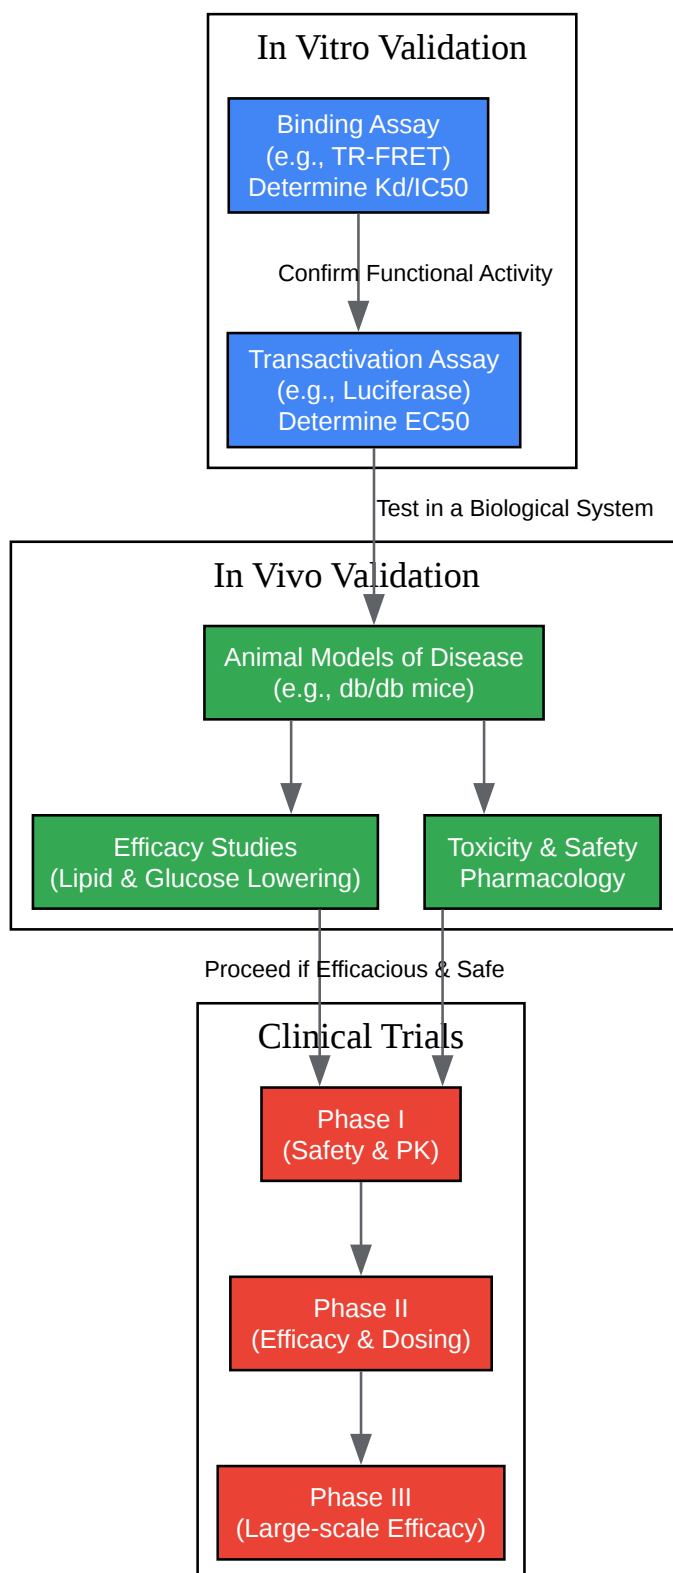 In Vitro Validation
Binding Assay
(e.g., TR-FRET)
Determine Kd/IC50
Confirm Functional Activity
Transactivation Assay
(e.g., Luciferase)
Determine EC50
Test in a Biological System
In Vivo Validation
Animal Models of Disease
(e.g., db/db mice)
Efficacy Studies
(Lipid & Glucose Lowering)
Toxicity & Safety
Pharmacology
Proceed if Efficacious & Safe
Clinical Trials
Phase I
(Safety & PK)
Phase II
(Efficacy & Dosing)
Phase III
(Large-scale Efficacy)